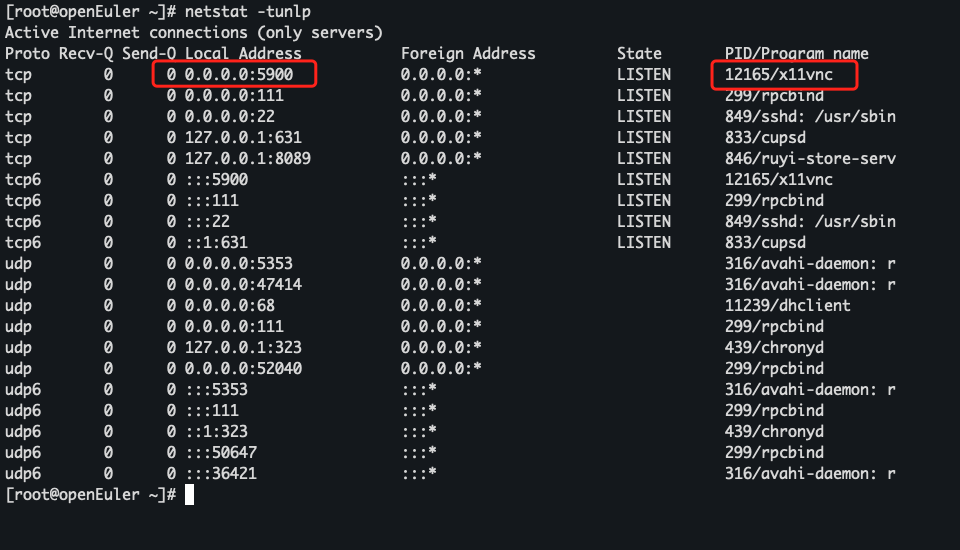 [root@openEuler ~]# netstat -tunlp
Active Internet connections (only servers)
Proto Recv-Q Send-Q Local Address           Foreign Address         State       PID/Program name
tcp        0      0 0.0.0.0:5900            0.0.0.0:*               LISTEN      12165/x11vnc
tcp        0      0 0.0.0.0:111             0.0.0.0:*               LISTEN      299/rpcbind
tcp        0      0 0.0.0.0:22              0.0.0.0:*               LISTEN      849/sshd: /usr/sbin
tcp        0      0 127.0.0.1:631           0.0.0.0:*               LISTEN      833/cupsd
tcp        0      0 127.0.0.1:8089          0.0.0.0:*               LISTEN      846/ruyi-store-serv
tcp6       0      0 :::5900                 :::*                    LISTEN      12165/x11vnc
tcp6       0      0 :::111                  :::*                    LISTEN      299/rpcbind
tcp6       0      0 :::22                   :::*                    LISTEN      849/sshd: /usr/sbin
tcp6       0      0 ::1:631                 :::*                    LISTEN      833/cupsd
udp        0      0 0.0.0.0:5353            0.0.0.0:*                           316/avahi-daemon: r
udp        0      0 0.0.0.0:47414           0.0.0.0:*                           316/avahi-daemon: r
udp        0      0 0.0.0.0:68              0.0.0.0:*                           11239/dhclient
udp        0      0 0.0.0.0:111             0.0.0.0:*                           299/rpcbind
udp        0      0 127.0.0.1:323           0.0.0.0:*                           439/chronyd
udp        0      0 0.0.0.0:52040           0.0.0.0:*                           299/rpcbind
udp6       0      0 :::5353                 :::*                                316/avahi-daemon: r
udp6       0      0 :::111                  :::*                                299/rpcbind
udp6       0      0 ::1:323                 :::*                                439/chronyd
udp6       0      0 :::50647                :::*                                299/rpcbind
udp6       0      0 :::36421                :::*                                316/avahi-daemon: r
[root@openEuler ~]#